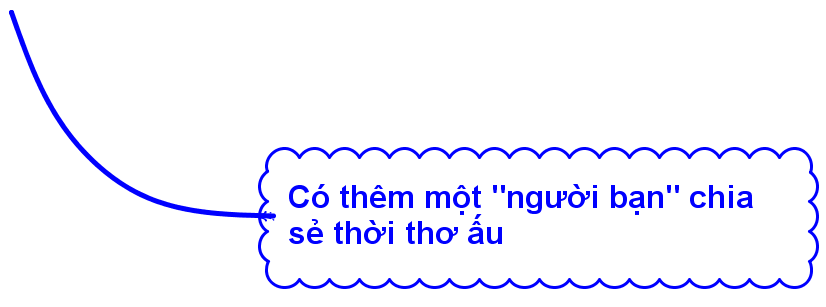 Có thêm một "người bạn" chia
sẻ thời thơ ấu